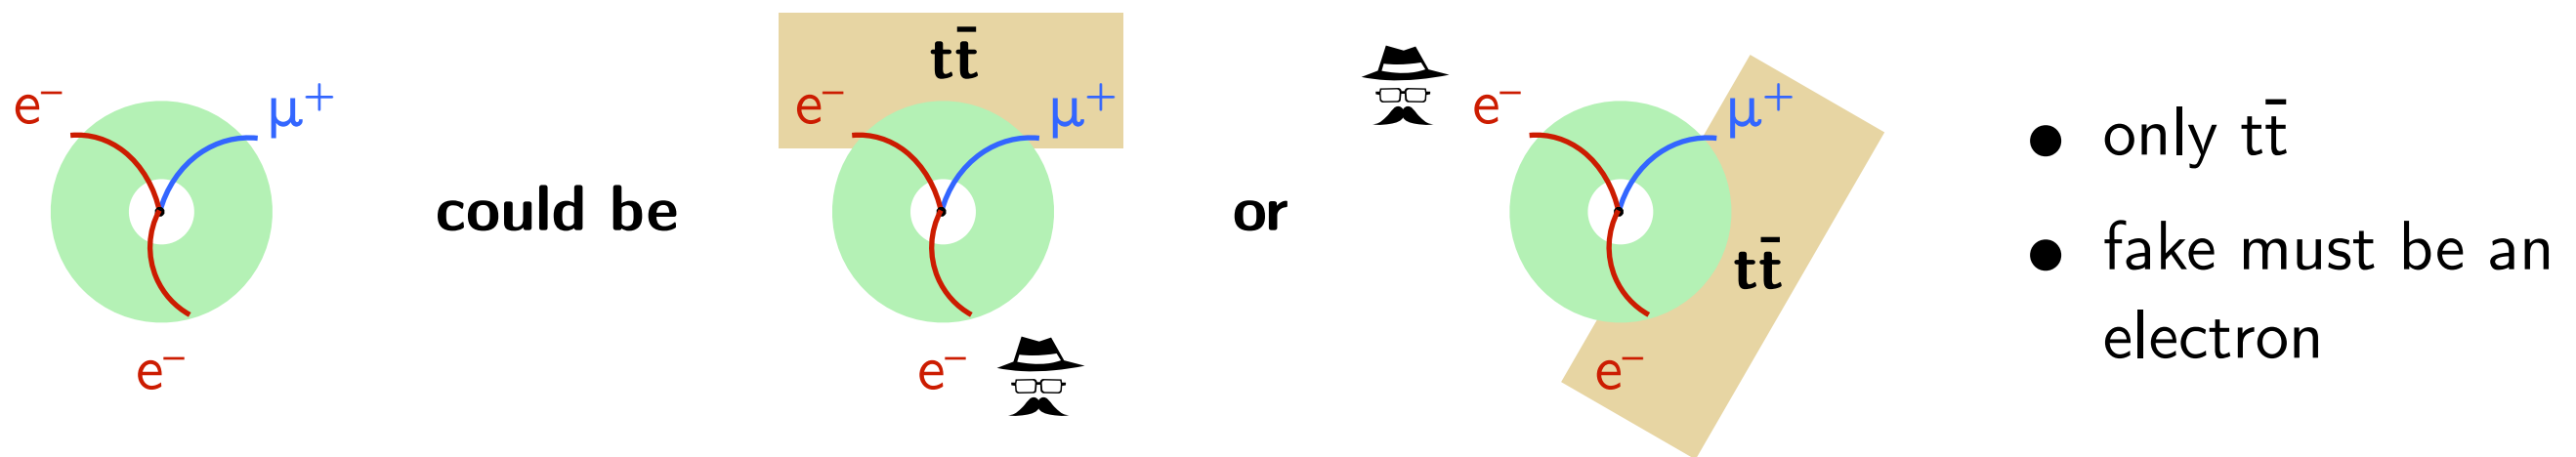 e⁻ μ⁺
e⁻
could be
tt̄
e⁻ μ⁺
e⁻
or
e⁻ μ⁺
tt̄
e⁻
• only tt̄
• fake must be an
electron